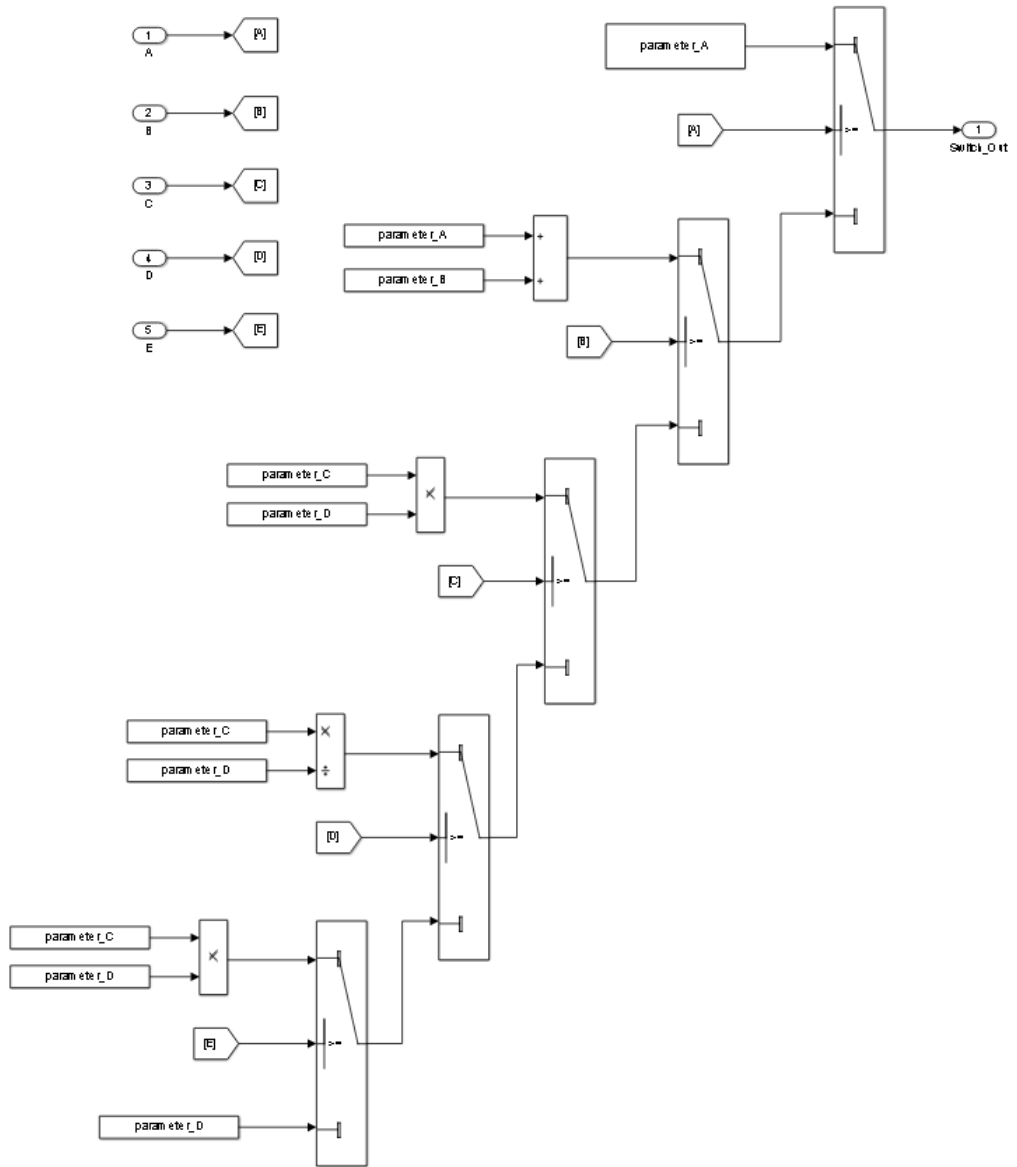 1
A
[A]
2
B
[B]
3
C
[C]
4
D
[D]
5
E
[E]
parameter_A
[A]
>=
1
Switch_Out
parameter_A
+
parameter_B
+
[B]
>=
parameter_C
parameter_D
×
[C]
>=
parameter_C
×
parameter_D
÷
[D]
>=
parameter_C
parameter_D
×
[E]
>=
parameter_D